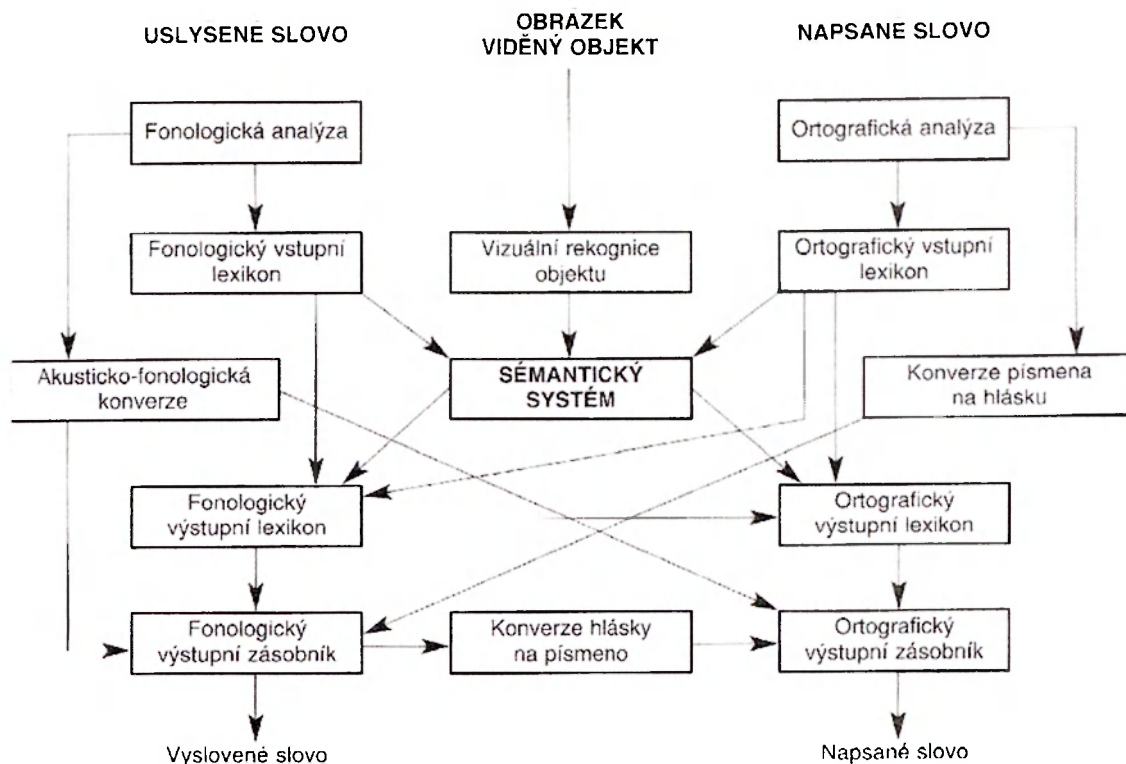 USLYSENE SLOVO
OBRAZEK
VIDĚNÝ OBJEKT
NAPSANE SLOVO
Fonologická analýza
Ortografická analýza
Fonologický vstupní
lexikon
Vizuální rekognice
objektu
Ortografický vstupní
lexikon
Akusticko-fonologická
konverze
SÉMANTICKÝ
SYSTÉM
Konverze písmena
na hlásku
Fonologický
výstupní lexikon
Ortografický
výstupní lexikon
Fonologický
výstupní zásobník
Konverze hlásky
na písmeno
Ortografický
výstupní zásobník
Vyslovené slovo
Napsané slovo